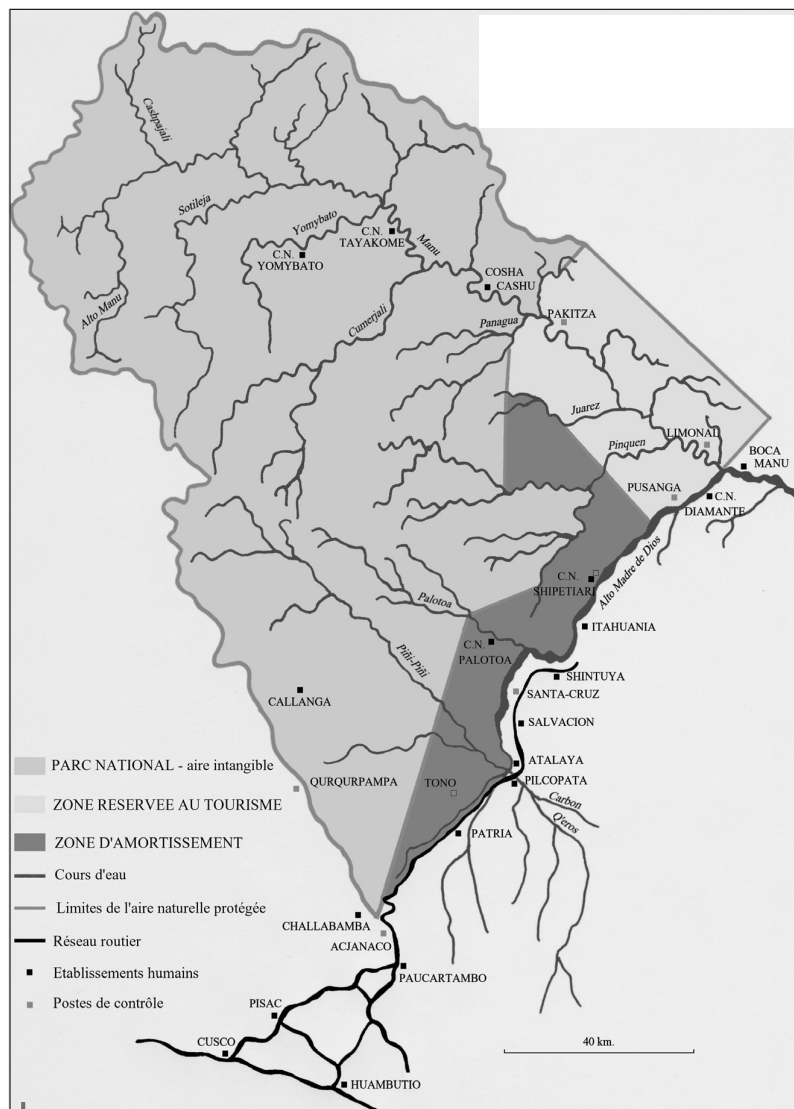 Cashpajali
Sotileja
Yomybato
C.N.
TAYAKOME
Manu
C.N.
YOMYBATO
Alto Manu
COSHA
CASHU
Cumerjali
Panagua
PAKITZA
Juarez
LIMONAL
Pinquen
BOCA
MANU
PUSANGA
C.N.
DIAMANTE
Alto Madre de Dios
C.N.
SHIPETIARI
Palotoa
ITAHUANIA
C.N.
PALOTOA
Piñi-Piñi
SHINTUYA
CALLANGA
SANTA-CRUZ
SALVACION
ATALAYA
PARC NATIONAL - aire intangible
QURQURPAMPA
TONO
PILCOPATA
ZONE RESERVEE AU TOURISME
Carbon
Q'eros
ZONE D'AMORTISSEMENT
PATRIA
Cours d'eau
Limites de l'aire naturelle protégée
CHALLABAMBA
Réseau routier
ACJANACO
Etablissements humains
PAUCARTAMBO
Postes de contrôle
PISAC
CUSCO
40 km.
HUAMBUTIO